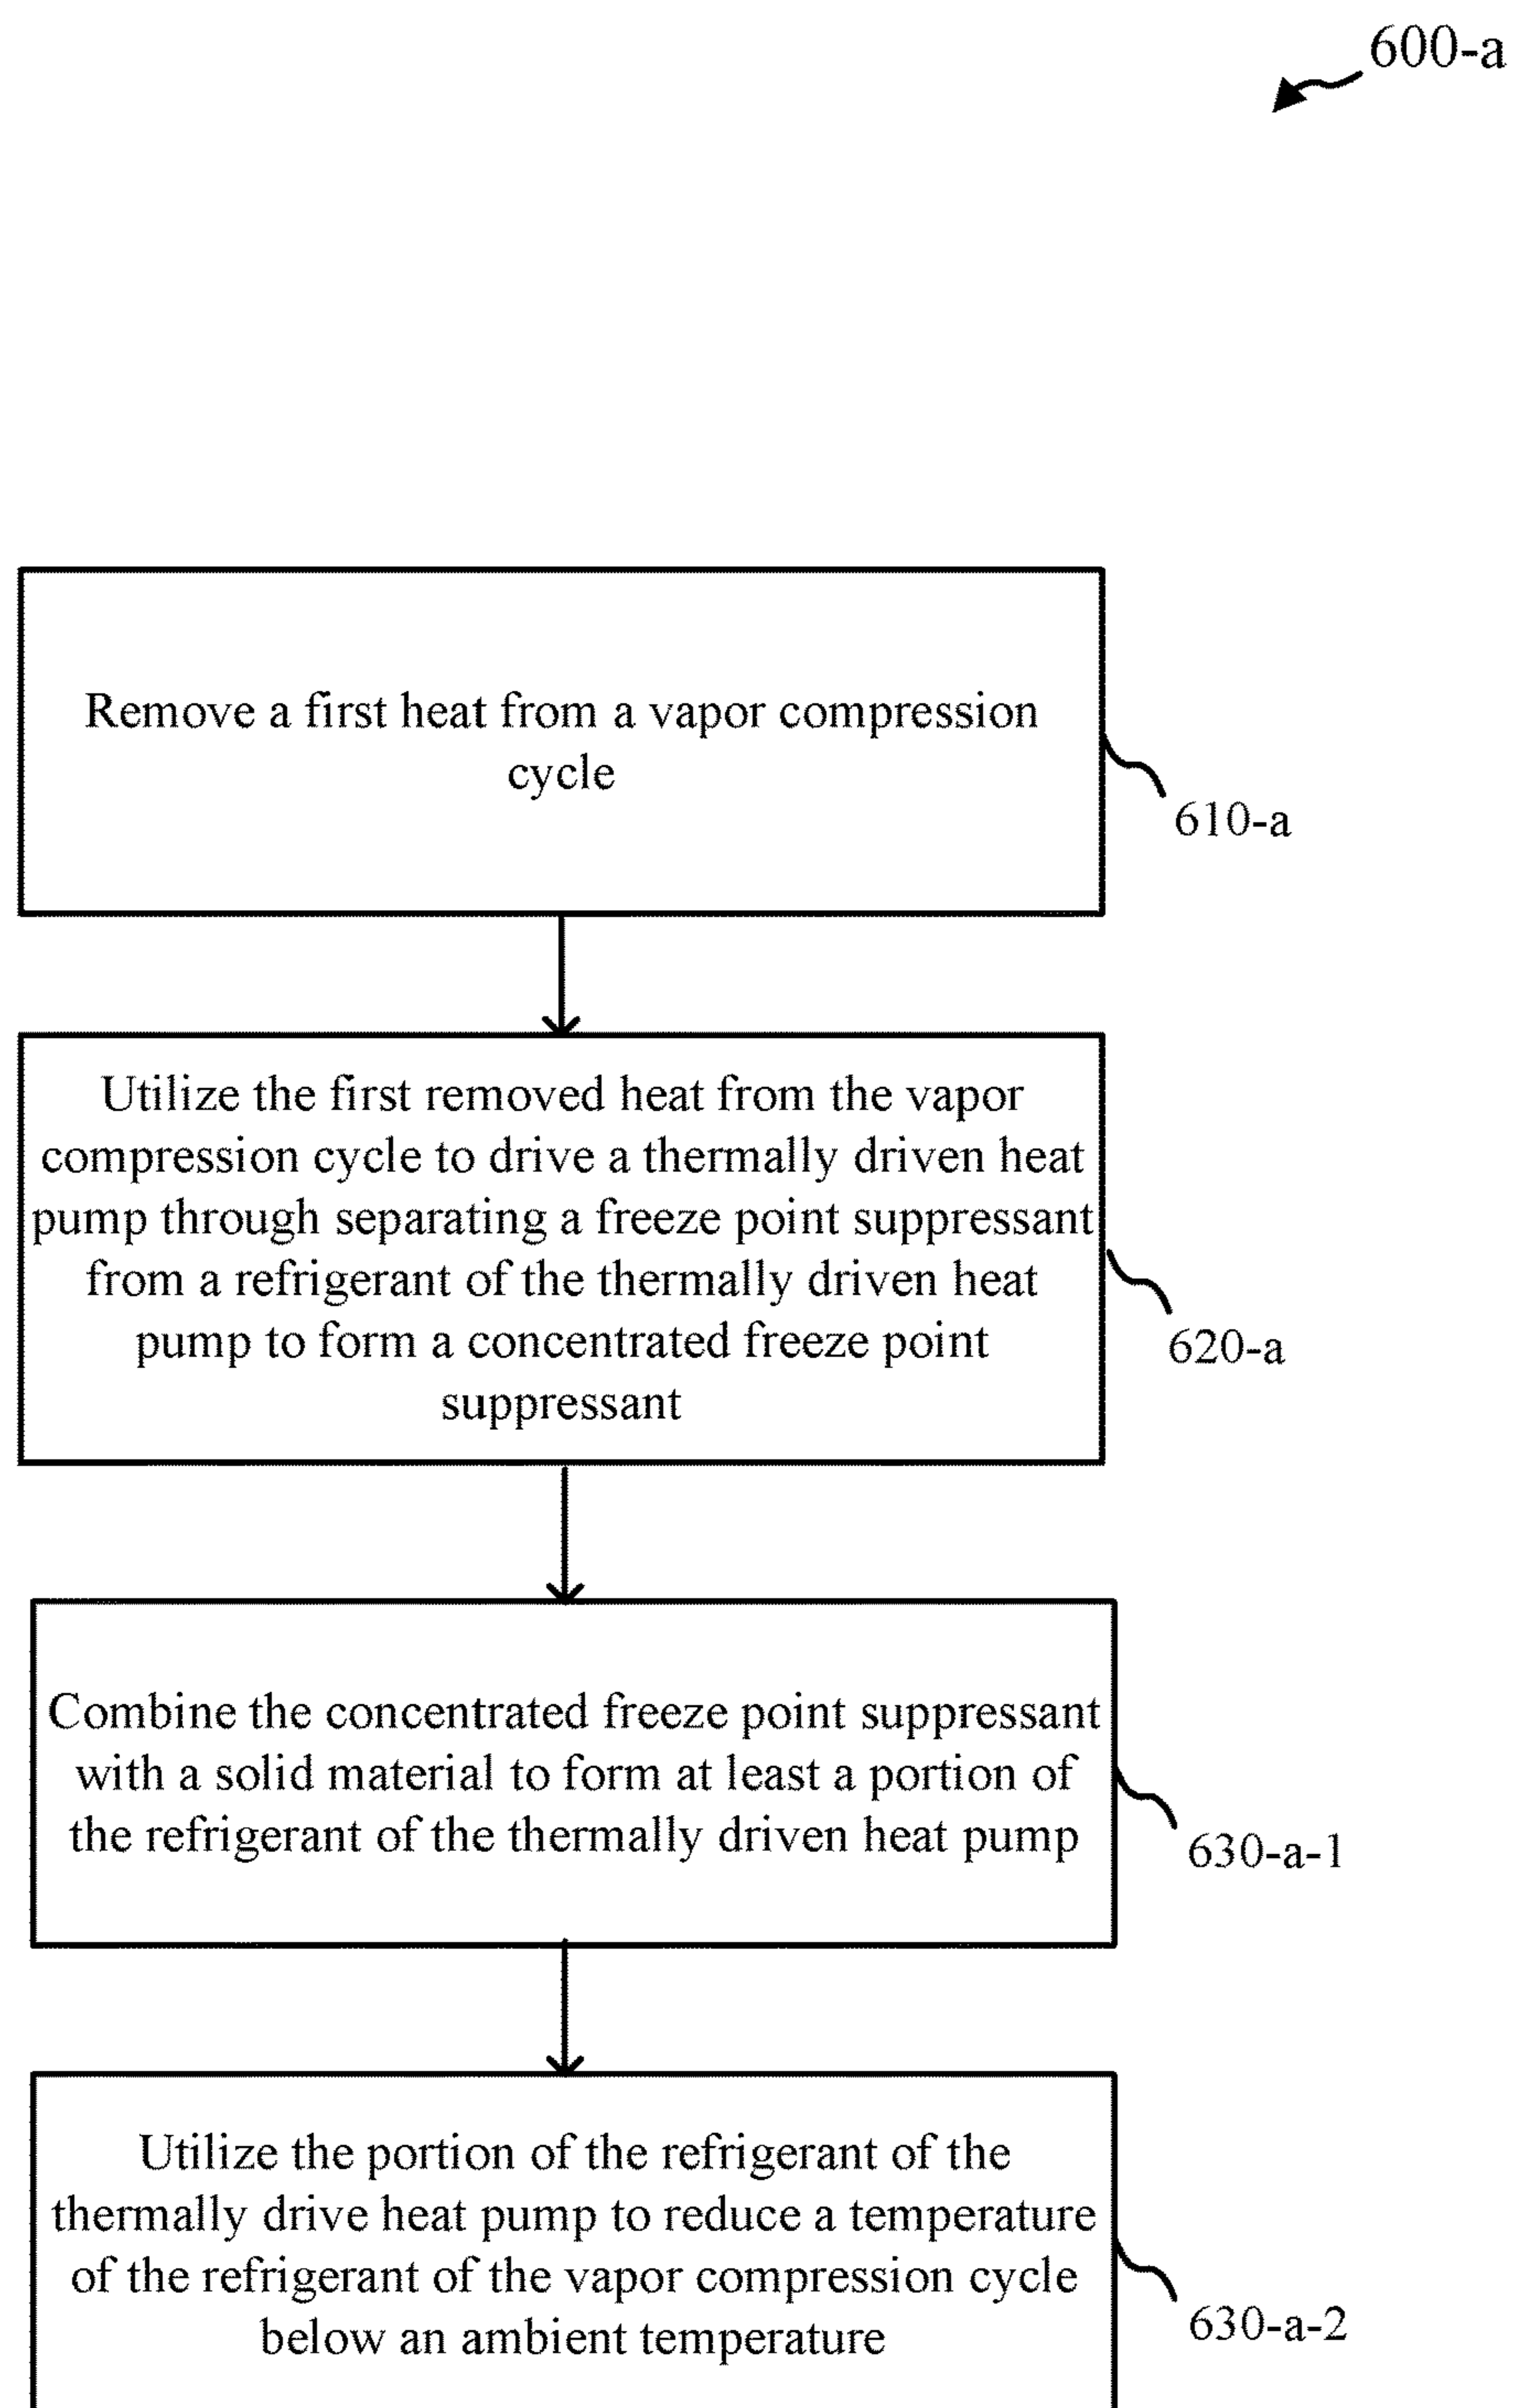 600-a
Remove a first heat from a vapor compression
cycle
610-a
Utilize the first removed heat from the vapor
compression cycle to drive a thermally driven heat
pump through separating a freeze point suppressant
from a refrigerant of the thermally driven heat
pump to form a concentrated freeze point
suppressant
620-a
Combine the concentrated freeze point suppressant
with a solid material to form at least a portion of
the refrigerant of the thermally driven heat pump
630-a-1
Utilize the portion of the refrigerant of the
thermally drive heat pump to reduce a temperature
of the refrigerant of the vapor compression cycle
below an ambient temperature
630-a-2